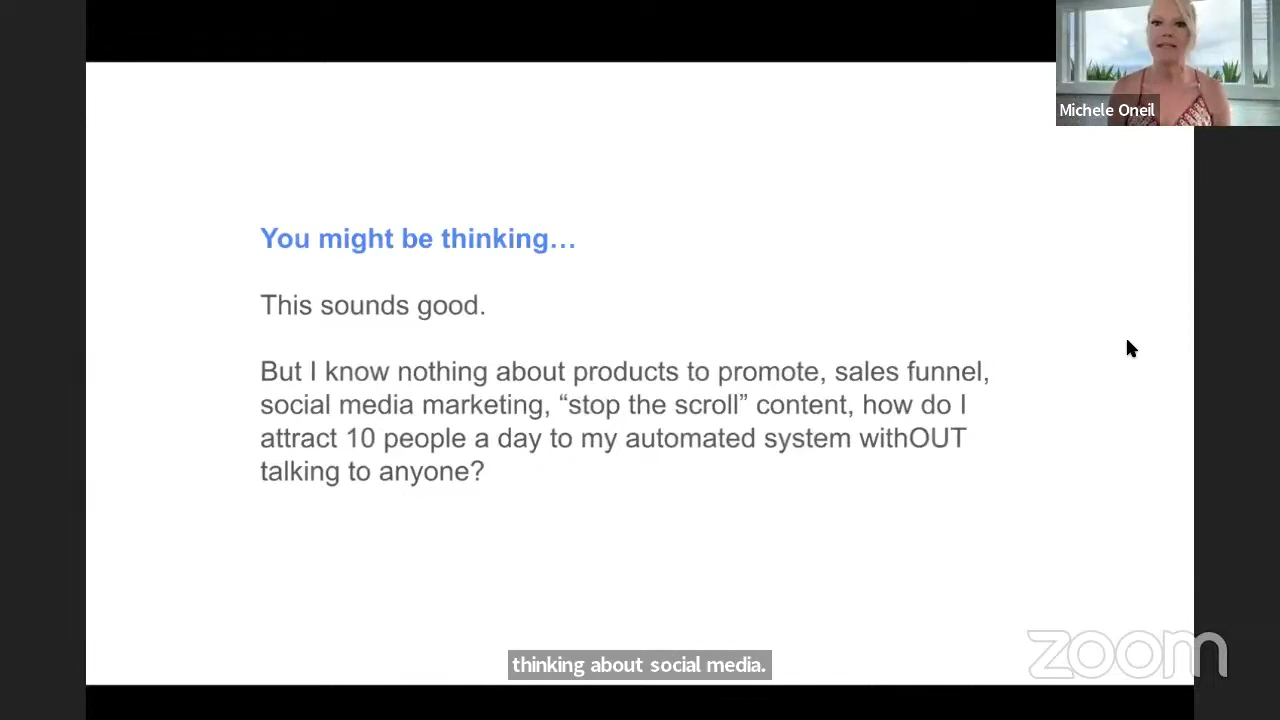 Michele Oneil
You might be thinking…
This sounds good.
But I know nothing about products to promote, sales funnel,
social media marketing, “stop the scroll” content, how do I
attract 10 people a day to my automated system withOUT
talking to anyone?
thinking about social media.
zoom